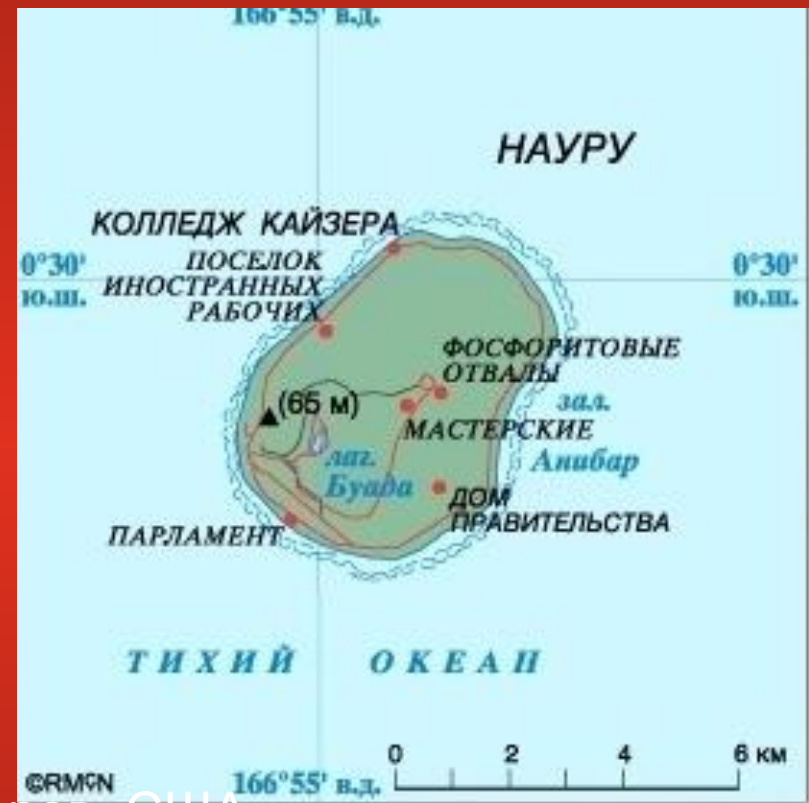 166°55' в.д.
НАУРУ
КОЛЛЕДЖ КАЙЗЕРА
0°30'
ю.ш.
ПОСЕЛОК
ИНОСТРАННЫХ
РАБОЧИХ
0°30'
ю.ш.
ФОСФОРИТОВЫЕ
ОТВАЛЫ
(65 м)
зал.
Анибар
МАСТЕРСКИЕ
лаг.
Буада
ДОМ
ПРАВИТЕЛЬСТВА
ПАРЛАМЕНТ
ТИХИЙ ОКЕАН
0 2 4 6 км
©RMCN
166°55' в.д.
США